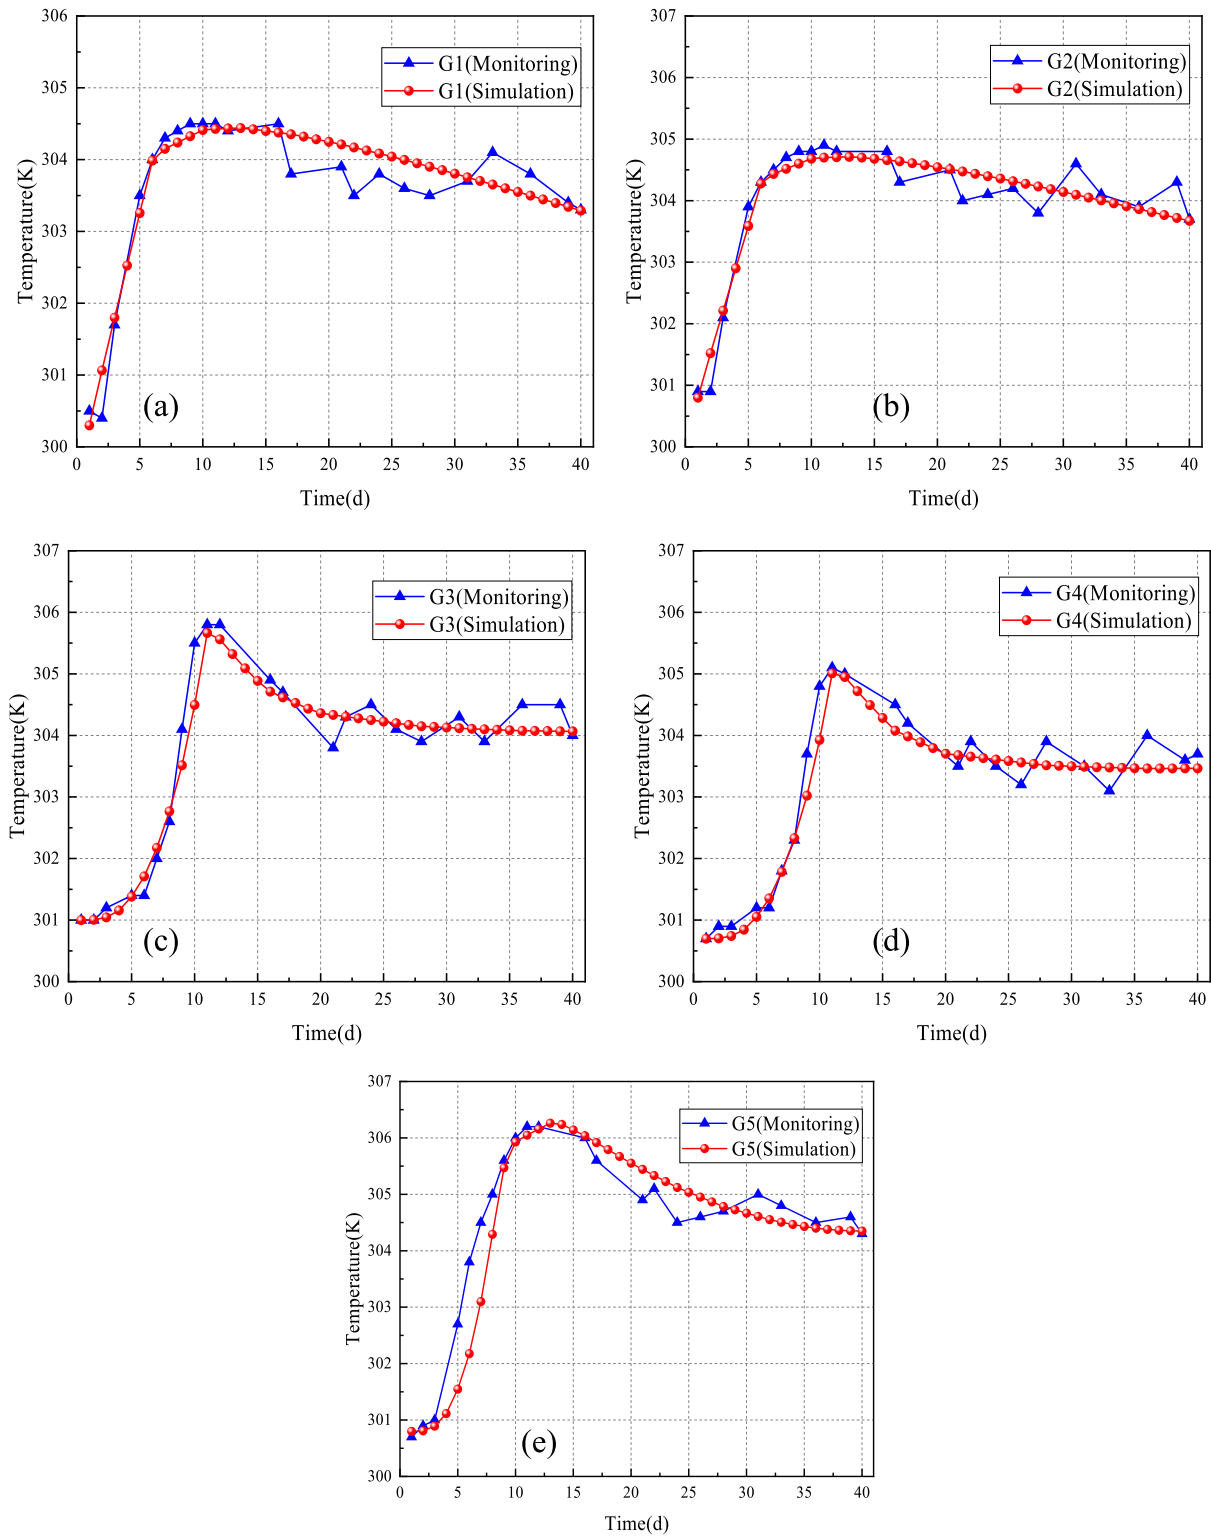 306
305
304
303
302
301
300
Temperature(K)
G1(Monitoring)
G1(Simulation)
(a)
0 5 10 15 20 25 30 35 40
Time(d)
307
306
305
304
303
302
301
300
Temperature(K)
G2(Monitoring)
G2(Simulation)
(b)
0 5 10 15 20 25 30 35 40
Time(d)
307
306
305
304
303
302
301
300
Temperature(K)
G3(Monitoring)
G3(Simulation)
(c)
0 5 10 15 20 25 30 35 40
Time(d)
307
306
305
304
303
302
301
300
Temperature(K)
G4(Monitoring)
G4(Simulation)
(d)
0 5 10 15 20 25 30 35 40
Time(d)
307
306
305
304
303
302
301
300
Temperature(K)
G5(Monitoring)
G5(Simulation)
(e)
0 5 10 15 20 25 30 35 40
Time(d)